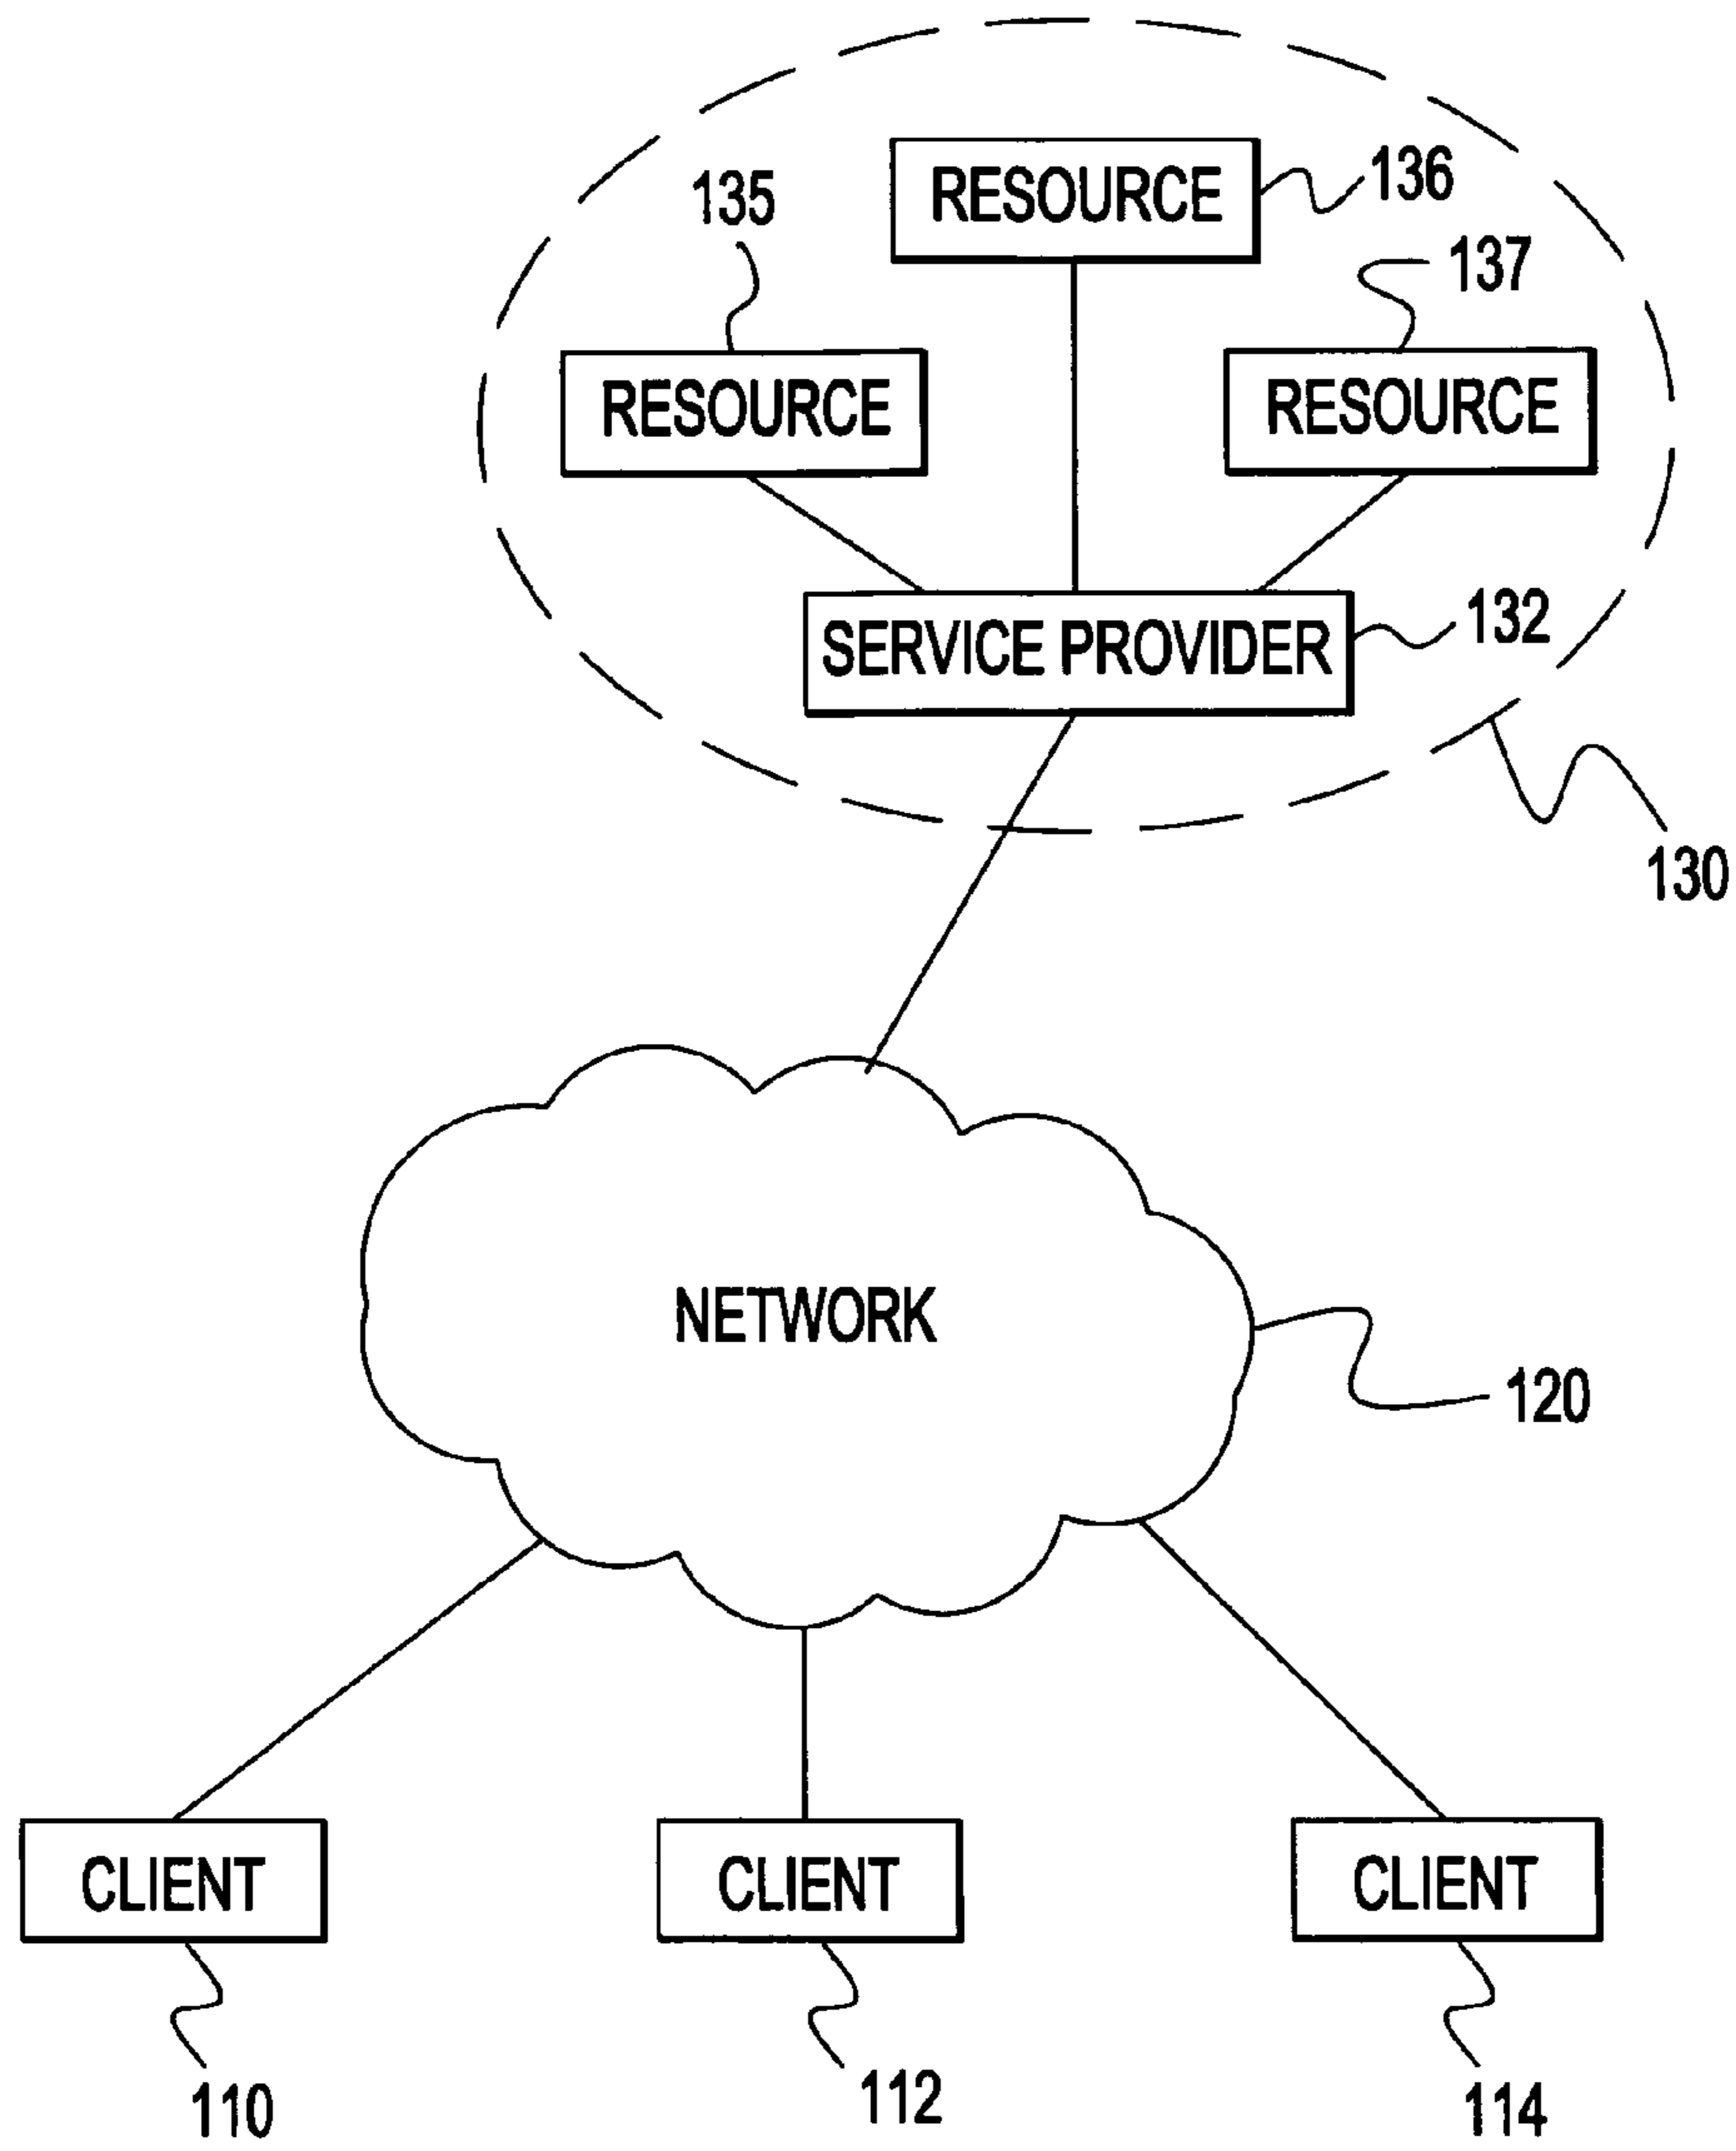 136
RESOURCE
135
137
RESOURCE
RESOURCE
132
SERVICE PROVIDER
130
NETWORK
120
CLIENT
CLIENT
CLIENT
110
112
114